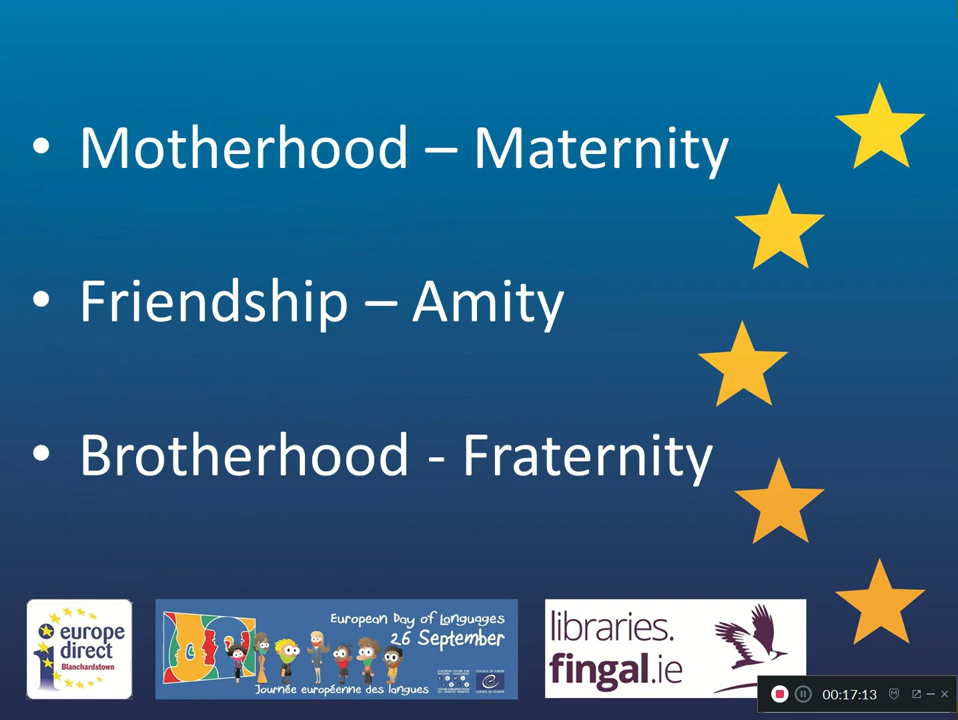 • Motherhood – Maternity
• Friendship – Amity
• Brotherhood - Fraternity
europe
direct
Blanchardstown
European Day of Languages
26 September
Journée européenne des langues
libraries.
fingal.ie
00:17:13